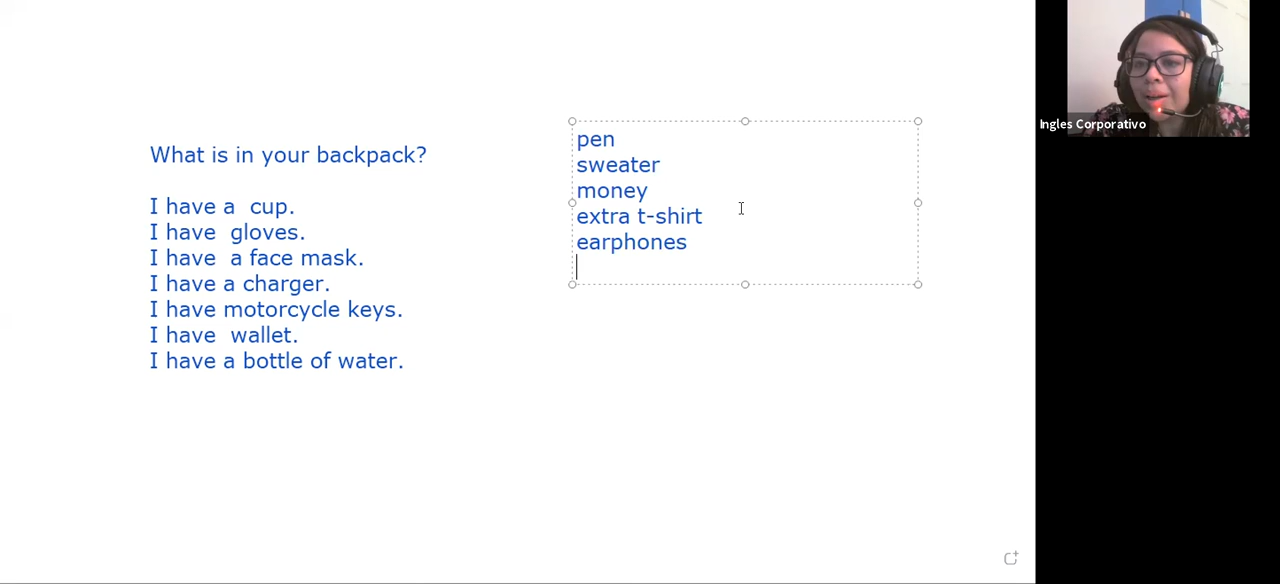 What is in your backpack?
I have a  cup.
I have  gloves.
I have  a face mask.
I have a charger.
I have motorcycle keys.
I have  wallet.
I have a bottle of water.
pen
sweater
money
extra t-shirt
earphones
Ingles Corporativo